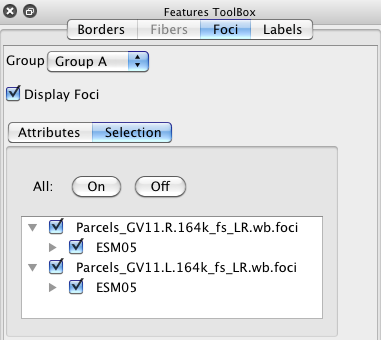 Features ToolBox
Borders Fibers Foci Labels
Group Group A
Display Foci
Attributes Selection
All: On Off
Parcels_GV11.R.164k_fs_LR.wb.foci
ESM05
Parcels_GV11.L.164k_fs_LR.wb.foci
ESM05